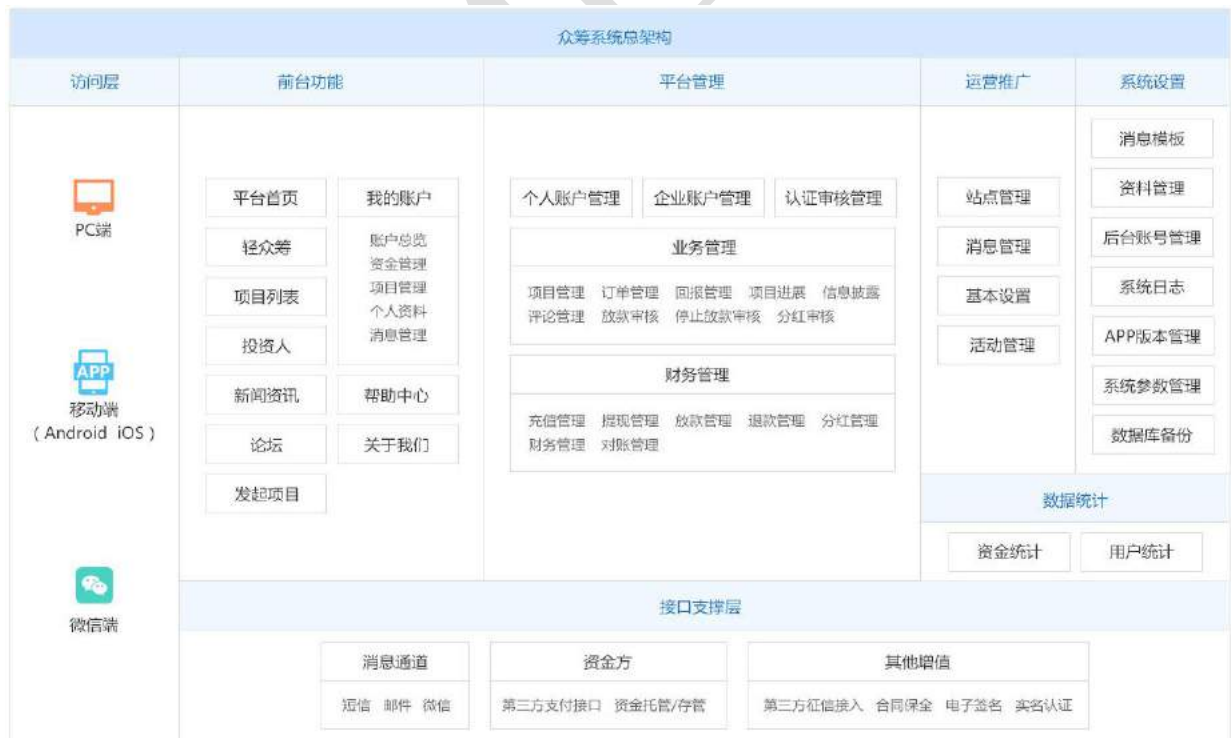 众筹系统总架构
访问层
前台功能
平台管理
运营推广
系统设置
PC端
APP
移动端
(Android iOS)
微信端
平台首页
轻众筹
项目列表
投资人
新闻资讯
论坛
发起项目
我的账户
账户总览
资金管理
项目管理
个人资料
消息管理
帮助中心
关于我们
个人账户管理
企业账户管理
认证审核管理
业务管理
项目管理 订单管理 回报管理 项目进展 信息披露
评论管理 放款审核 停止放款审核 分红审核
财务管理
充值管理 提现管理 放款管理 退款管理 分红管理
财务管理 对账管理
站点管理
消息管理
基本设置
活动管理
消息模板
资料管理
后台账号管理
系统日志
APP版本管理
系统参数管理
数据库备份
数据统计
资金统计
用户统计
接口支撑层
消息通道
短信 邮件 微信
资金方
第三方支付接口 资金托管/存管
其他增值
第三方征信接入 合同保全 电子签名 实名认证